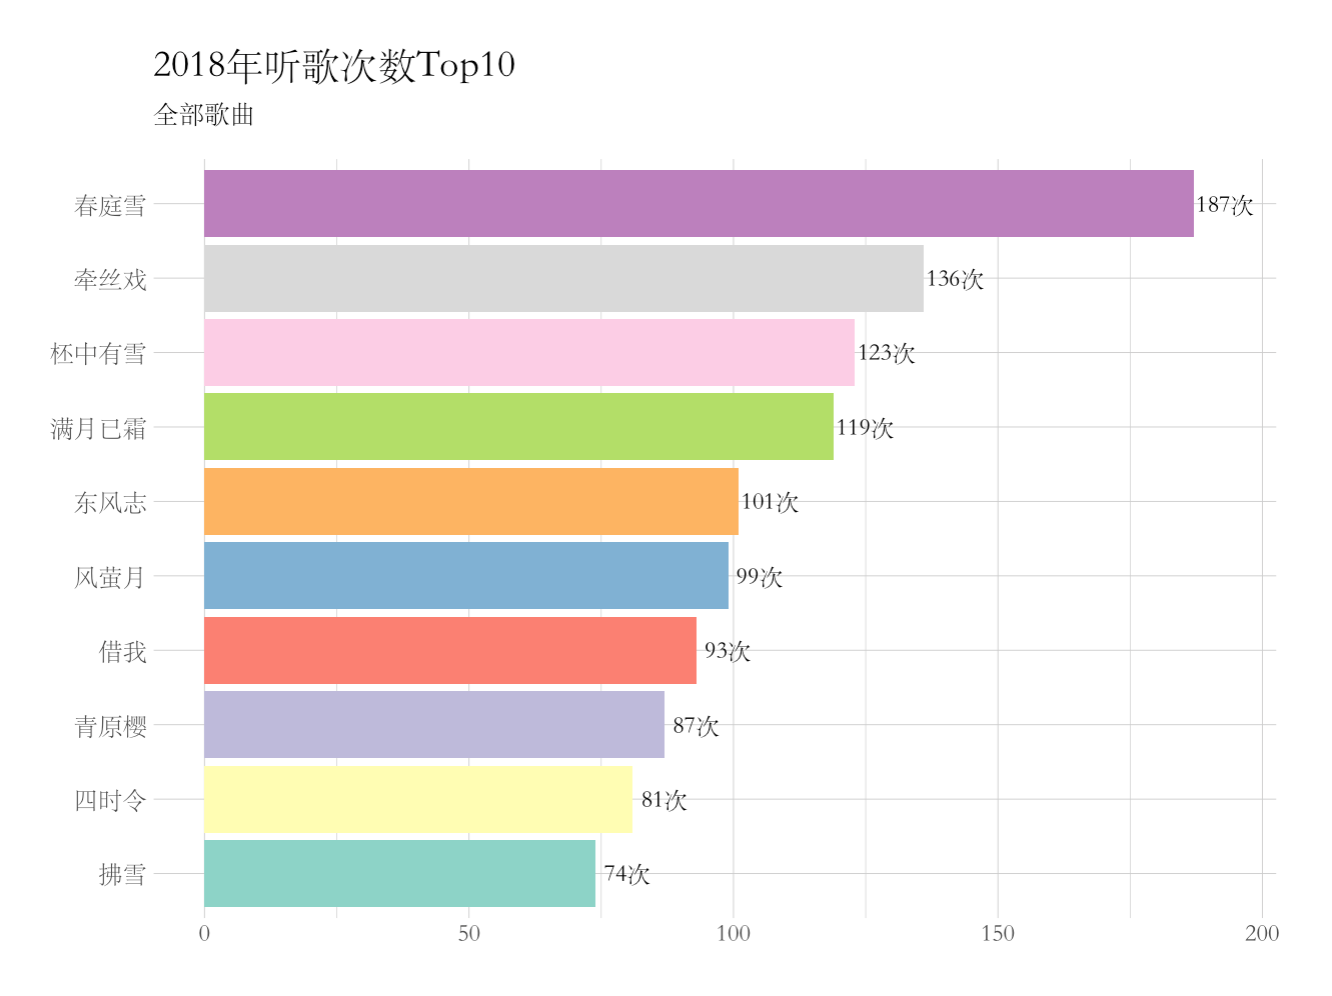 2018年听歌次数Top10
全部歌曲
春庭雪 187次
牵丝戏 136次
杯中有雪 123次
满月已霜 119次
东风志 101次
风萤月 99次
借我 93次
青原樱 87次
四时令 81次
拂雪 74次
0 50 100 150 200